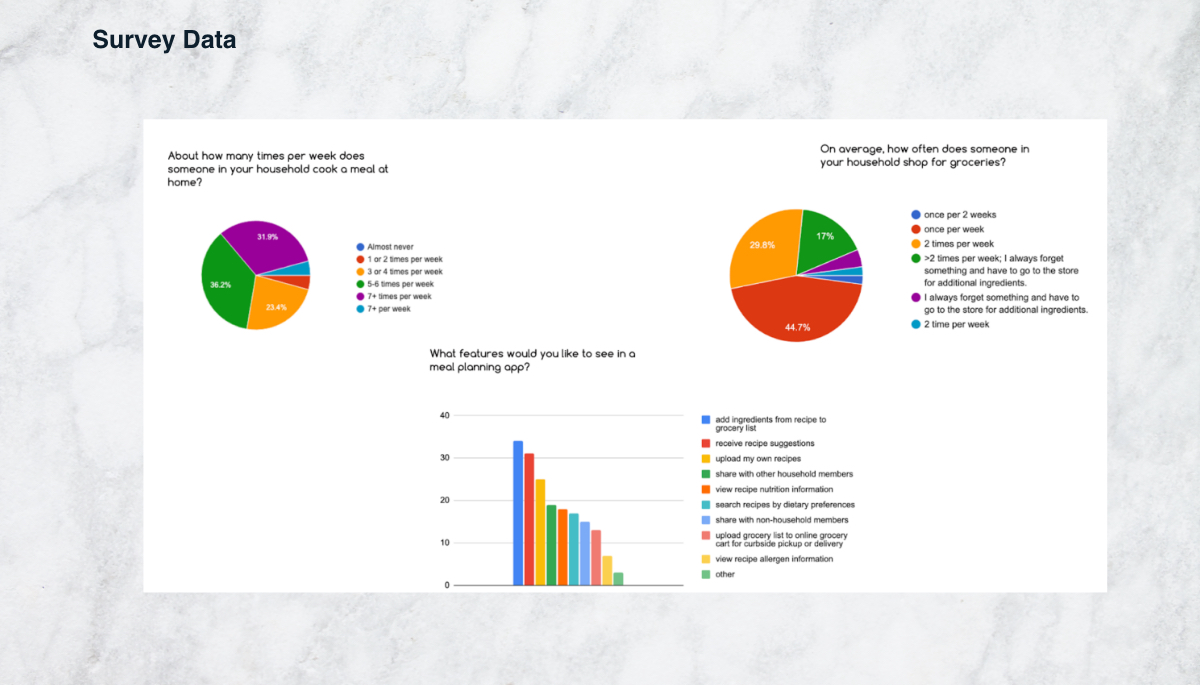 Survey Data
About how many times per week does
someone in your household cook a meal at
home?
31.9%
36.2%
23.4%
Almost never
1 or 2 times per week
3 or 4 times per week
5-6 times per week
7+ times per week
7+ per week
On average, how often does someone in
your household shop for groceries?
29.8%
17%
44.7%
once per 2 weeks
once per week
2 times per week
>2 times per week; I always forget
something and have to go to the store
for additional ingredients.
I always forget something and have to
go to the store for additional ingredients.
2 time per week
What features would you like to see in a
meal planning app?
40
30
20
10
0
add ingredients from recipe to
grocery list
receive recipe suggestions
upload my own recipes
share with other household members
view recipe nutrition information
search recipes by dietary preferences
share with non-household members
upload grocery list to online grocery
cart for curbside pickup or delivery
view recipe allergen information
other